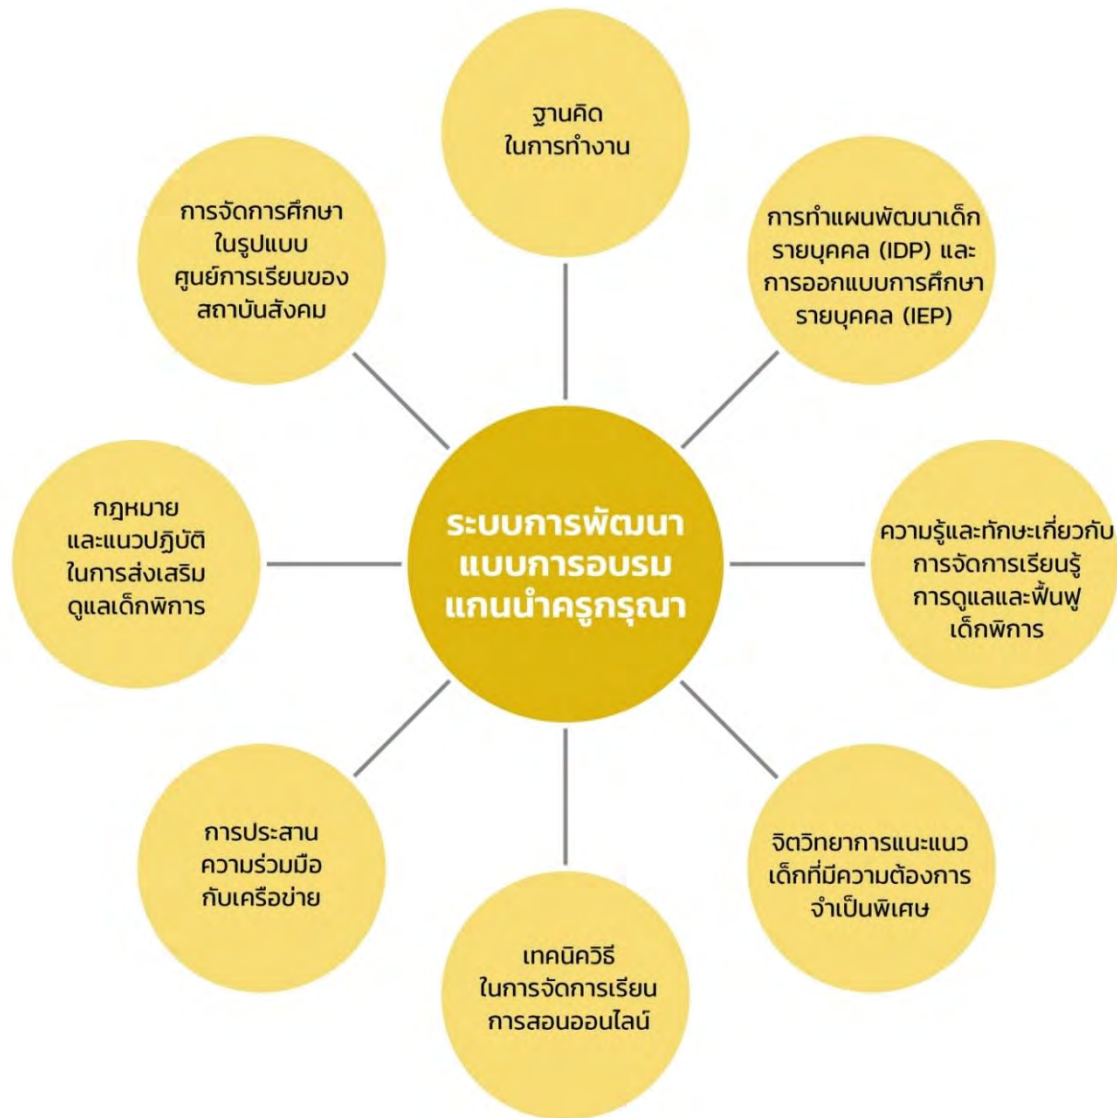 ฐานคิด
ในการทำงาน
การทำแผนพัฒนาเด็ก
รายบุคคล (IDP) และ
การออกแบบการศึกษา
รายบุคคล (IEP)
ความรู้และทักษะเกี่ยวกับ
การจัดการเรียนรู้
การดูแลและฟื้นฟู
เด็กพิการ
จิตวิทยาการแนะแนว
เด็กที่มีความต้องการ
จำเป็นพิเศษ
เทคนิควิธี
ในการจัดการเรียน
การสอนออนไลน์
การประสาน
ความร่วมมือ
กับเครือข่าย
กฎหมาย
และแนวปฏิบัติ
ในการส่งเสริม
ดูแลเด็กพิการ
การจัดการศึกษา
ในรูปแบบ
ศูนย์การเรียนของ
สถาบันสังคม
ระบบการพัฒนา
แบบการอบรม
แกนนำครูกรุณา